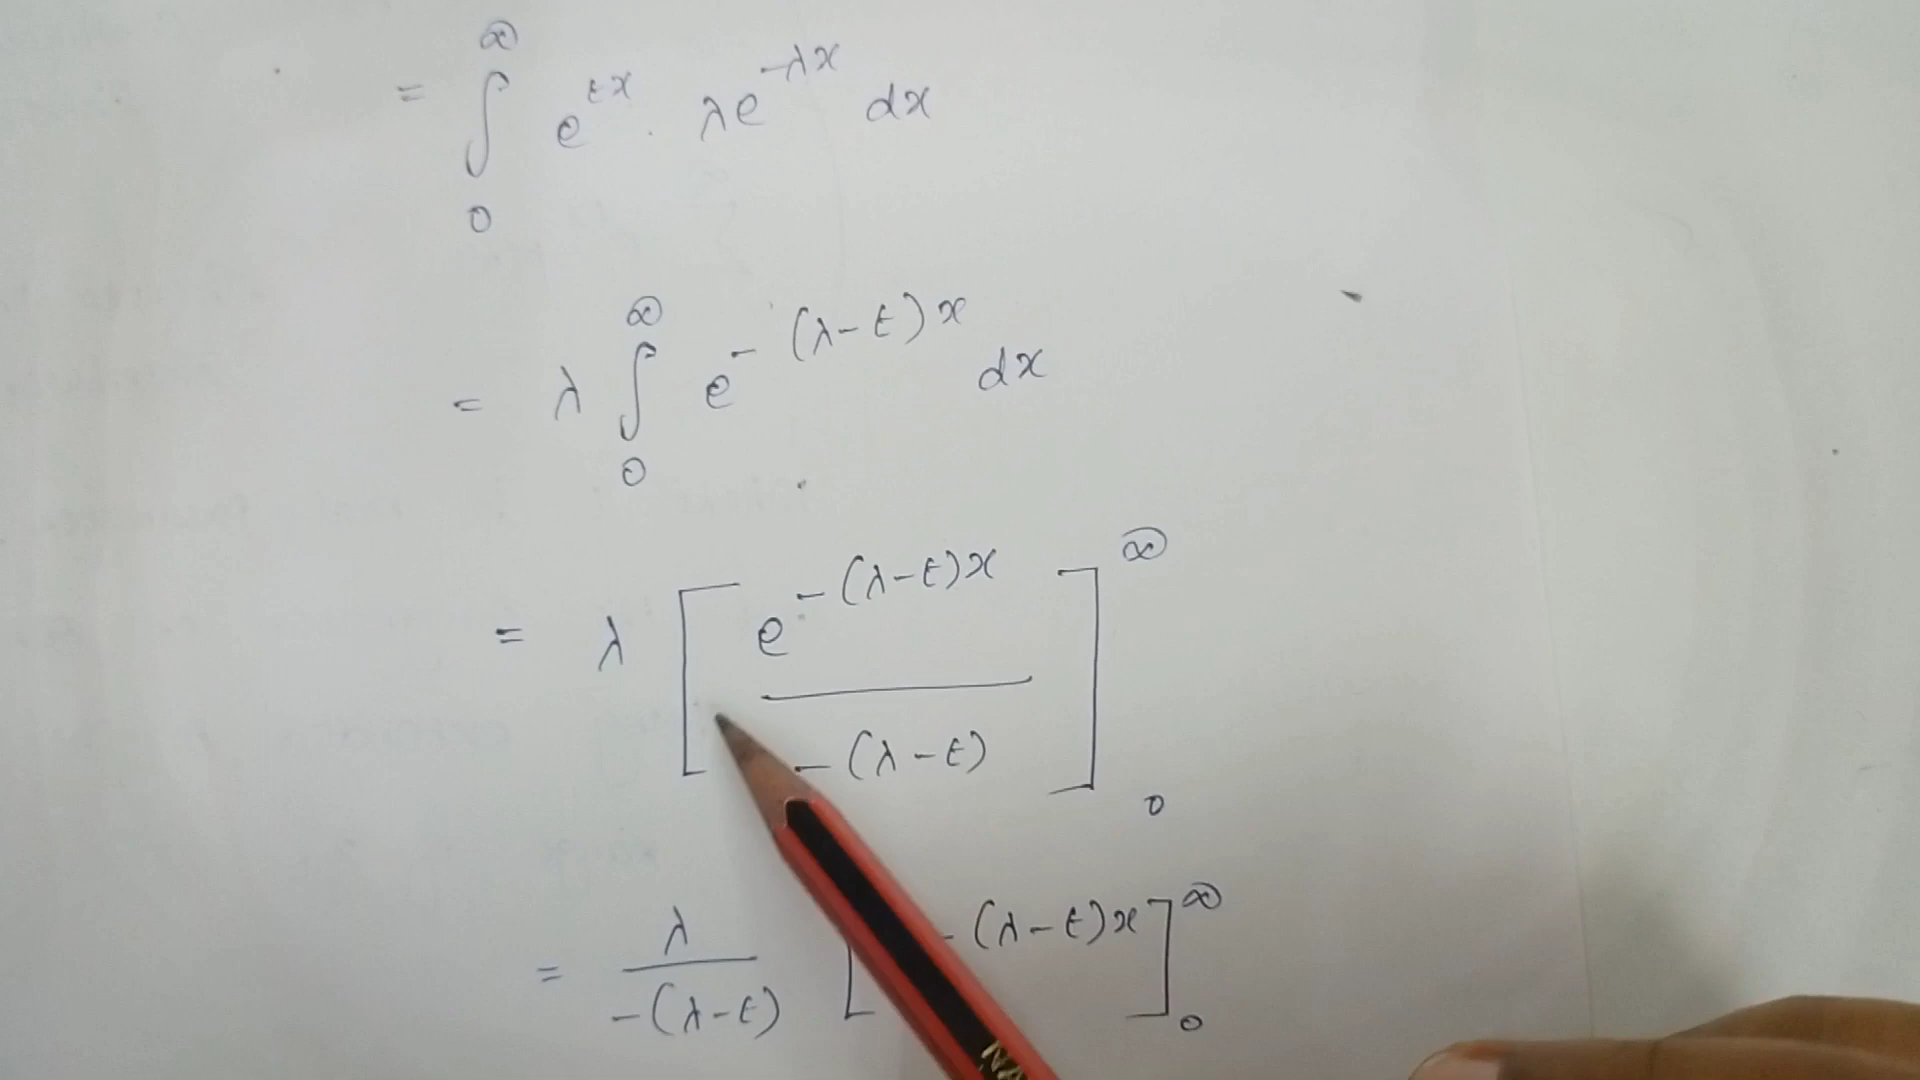 = ∫₀^∞ e^{tx} . λe^{-λx} dx
= λ ∫₀^∞ e^{-(λ-t)x} dx
= λ [ e^{-(λ-t)x} / -(λ-t) ]₀^∞
= λ / -(λ-t) [ -(λ-t)x ]₀^∞